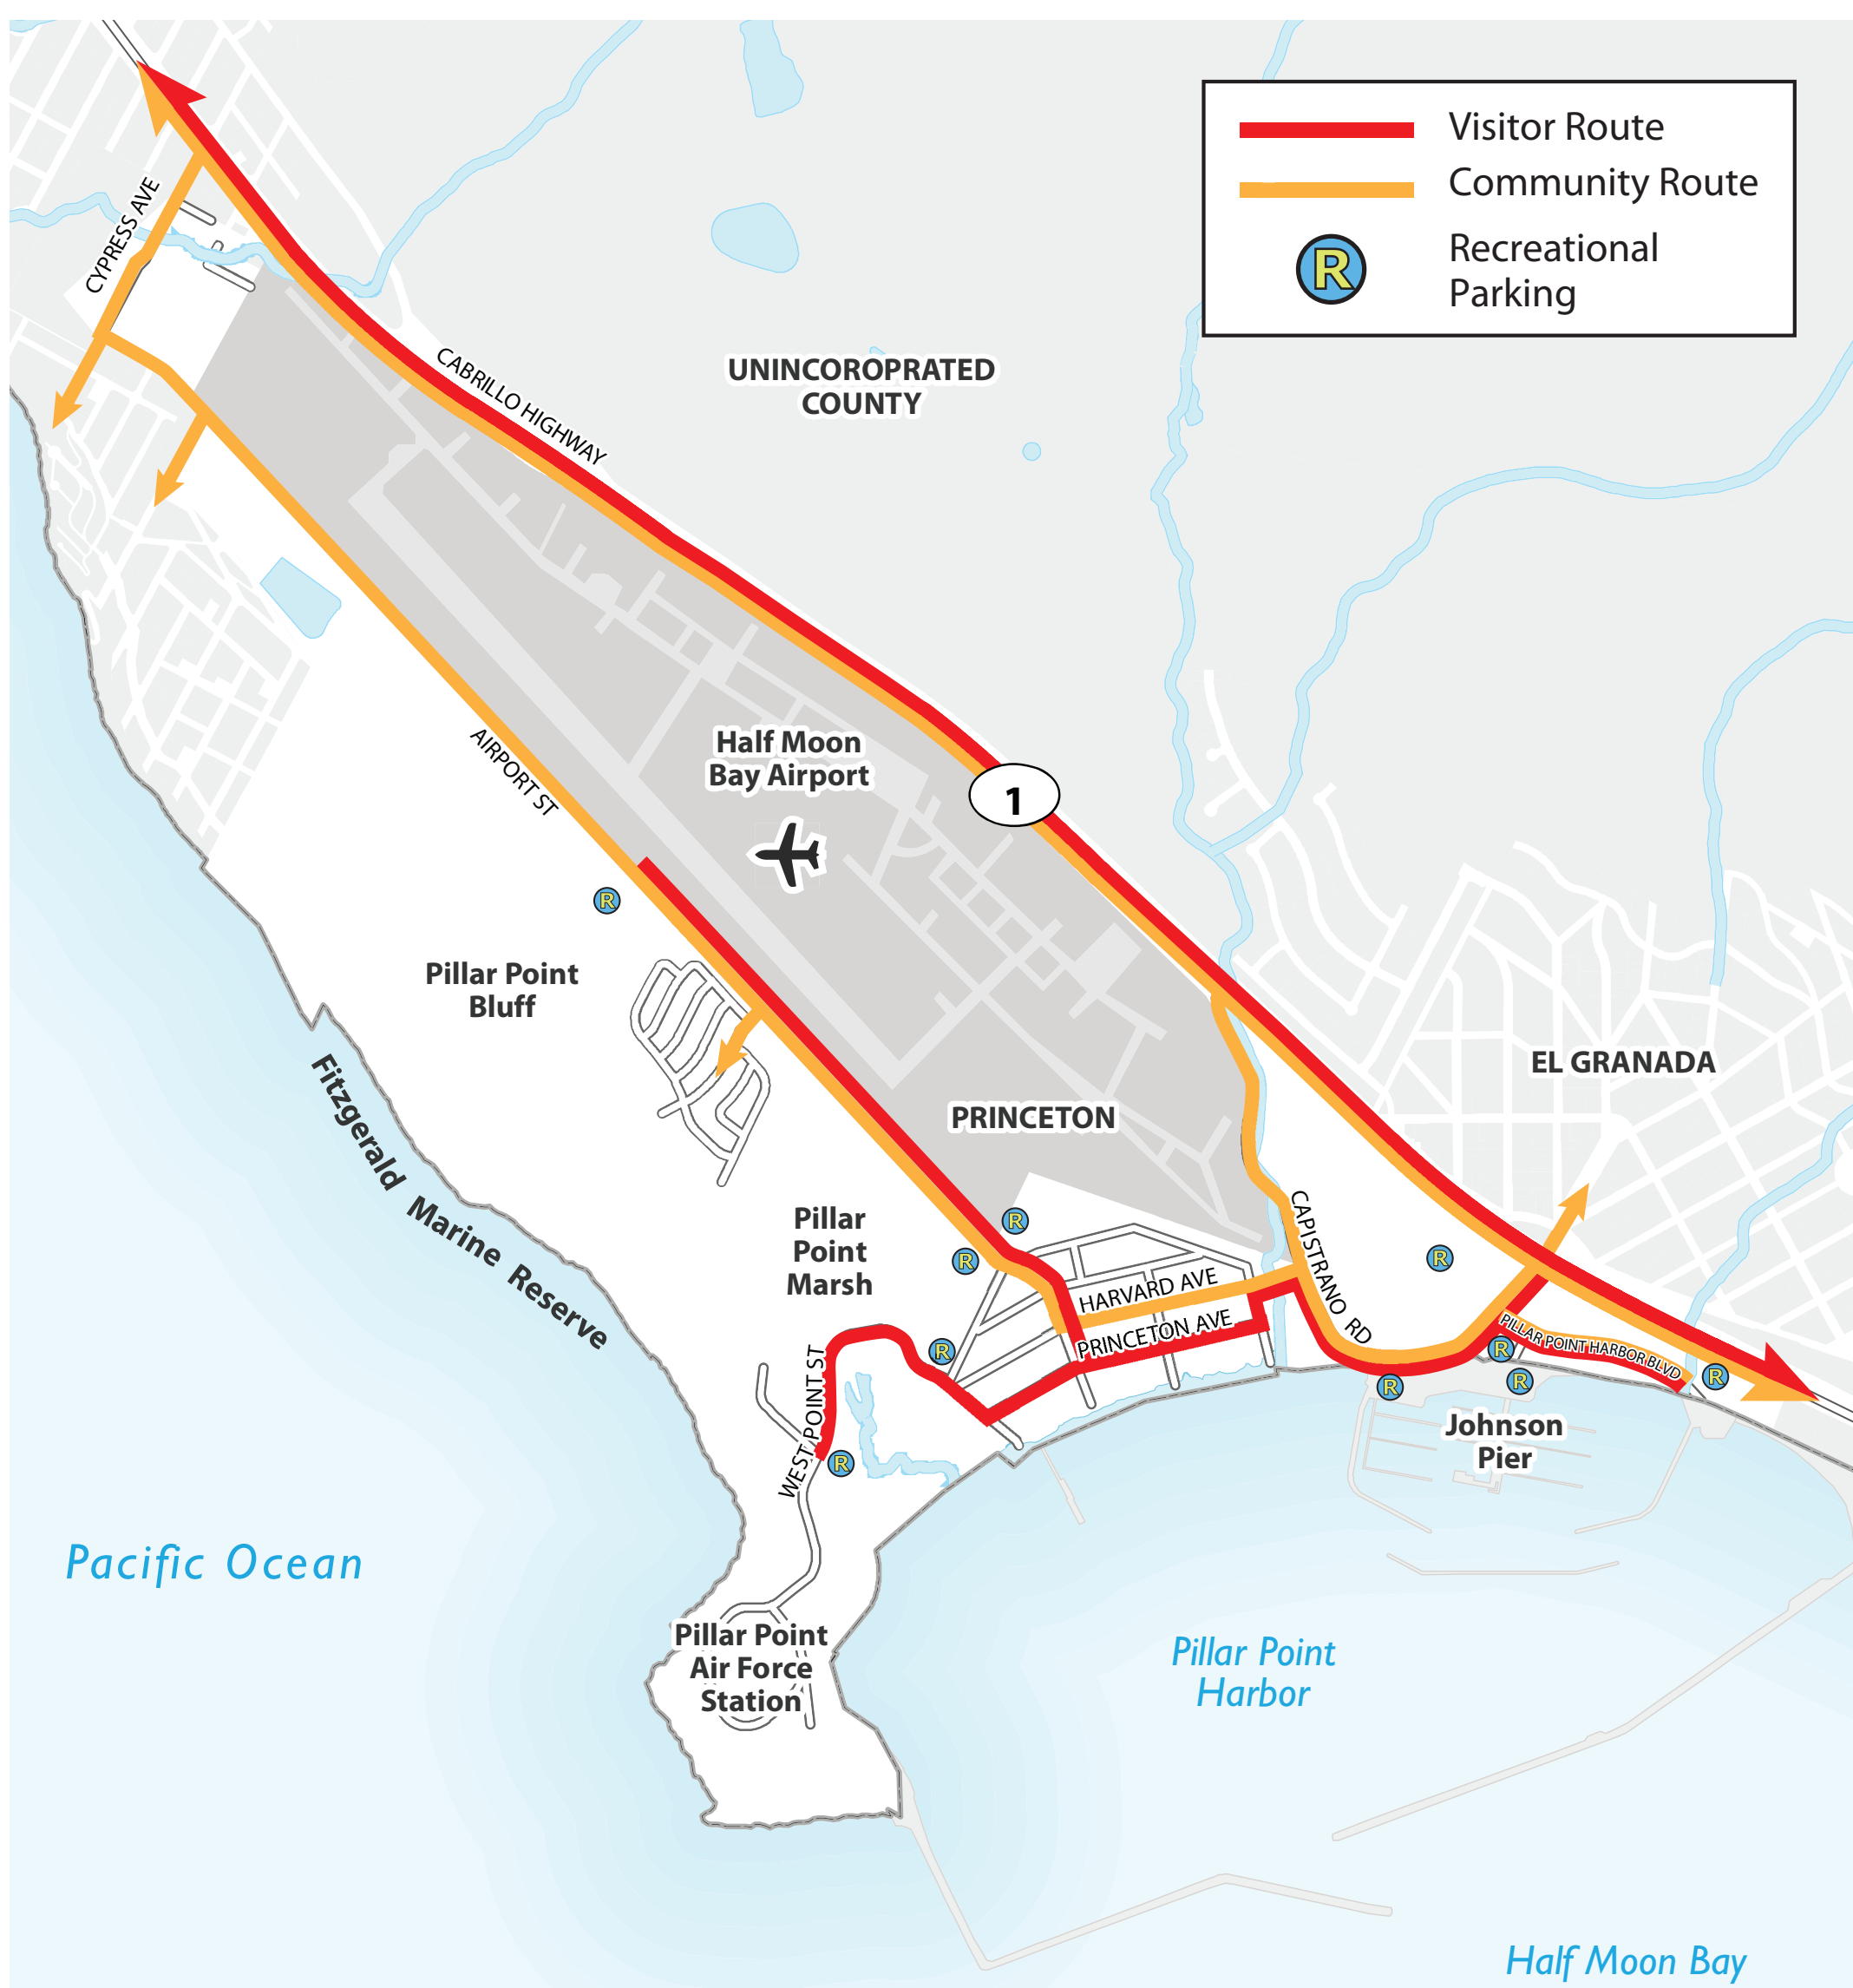 Visitor Route
Community Route
R
Recreational
Parking
CYPRESS AVE
CABRILLO HIGHWAY
UNINCOROPRATED
COUNTY
AIRPORT ST
Half Moon
Bay Airport
1
R
Pillar Point
Bluff
EL GRANADA
PRINCETON
Fitzgerald Marine Reserve
Pillar
Point
Marsh
R
R
R
CAPISTRANO RD
HARVARD AVE
PRINCETON AVE
PILLAR POINT HARBOR BLVD
R
R
R
R
R
WEST POINT ST
R
Johnson
Pier
Pacific Ocean
Pillar Point
Air Force
Station
Pillar Point
Harbor
Half Moon Bay